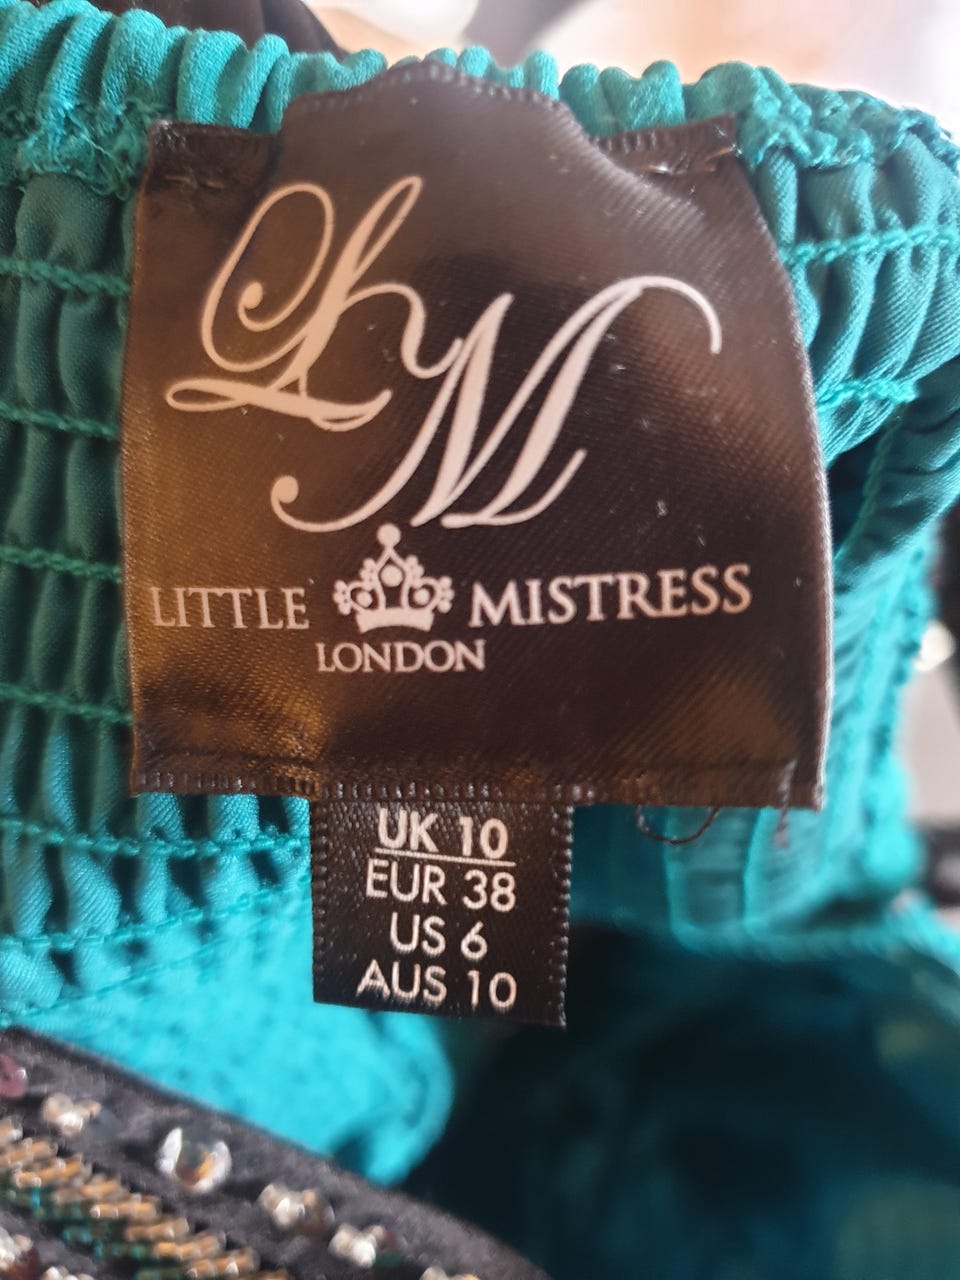 LM
LITTLE MISTRESS
LONDON
UK 10
EUR 38
US 6
AUS 10